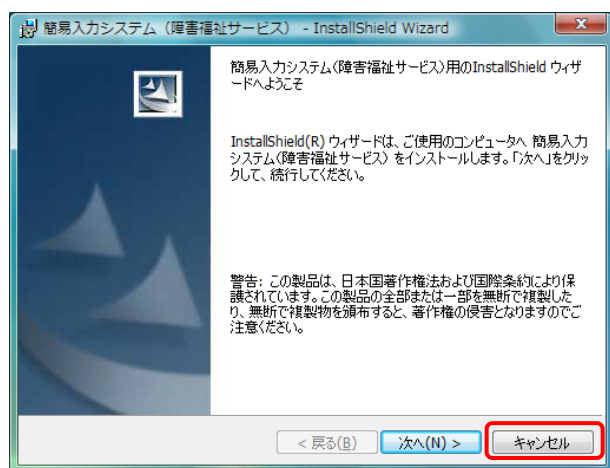 簡易入力システム（障害福祉サービス） - InstallShield Wizard
簡易入力システム(障害福祉サービス)用のInstallShield ウィザ
ードへようこそ
InstallShield(R) ウィザードは、ご使用のコンピュータへ 簡易入力
システム(障害福祉サービス) をインストールします。「次へ」をクリッ
クして、続行してください。
警告: この製品は、日本国著作権法および国際条約により保
護されています。この製品の全部または一部を無断で複製した
り、無断で複製物を頒布すると、著作権の侵害となりますのでご
注意ください。
< 戻る(B) 次へ(N) > キャンセル